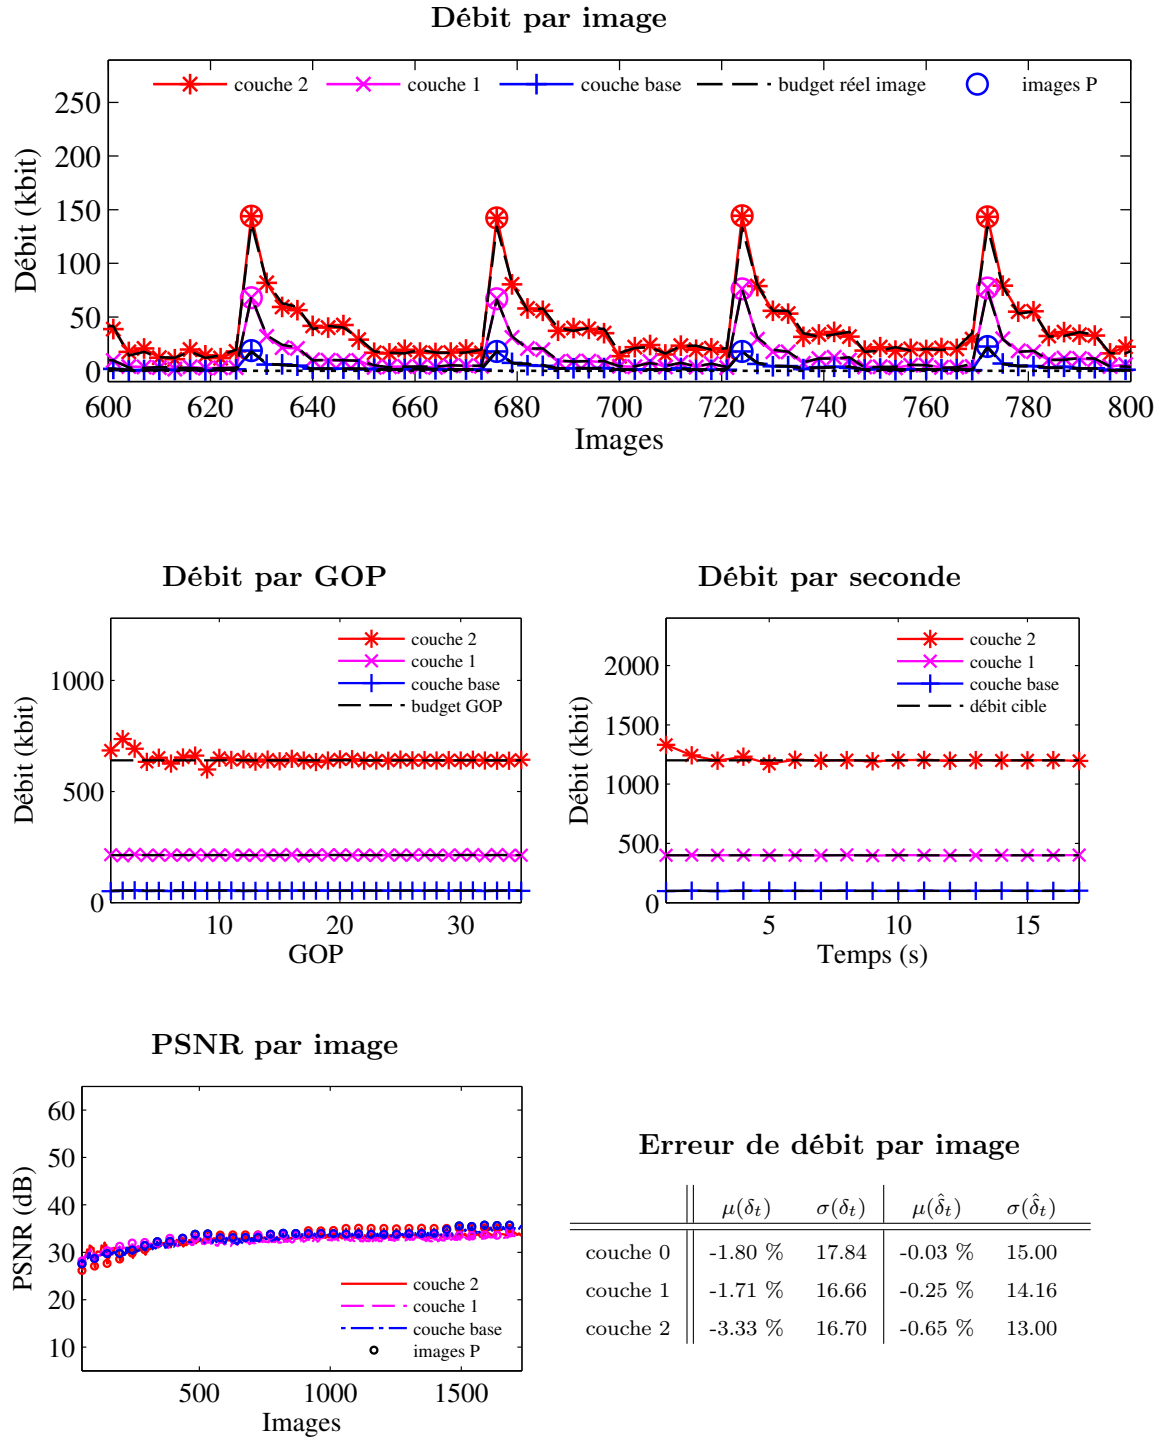 Débit par image
couche 2 couche 1 couche base budget réel image images P
250
200
150
100
50
0
Débit (kbit)
600 620 640 660 680 700 720 740 760 780 800
Images
Débit par GOP
couche 2
couche 1
couche base
budget GOP
1000
500
0
Débit (kbit)
10 20 30
GOP
Débit par seconde
couche 2
couche 1
couche base
débit cible
2000
1500
1000
500
0
Débit (kbit)
5 10 15
Temps (s)
PSNR par image
60
50
40
30
20
10
PSNR (dB)
couche 2
couche 1
couche base
images P
500 1000 1500
Images
Erreur de débit par image
μ(δt) σ(δt) μ(δ̂t) σ(δ̂t)
couche 0 -1.80 % 17.84 -0.03 % 15.00
couche 1 -1.71 % 16.66 -0.25 % 14.16
couche 2 -3.33 % 16.70 -0.65 % 13.00